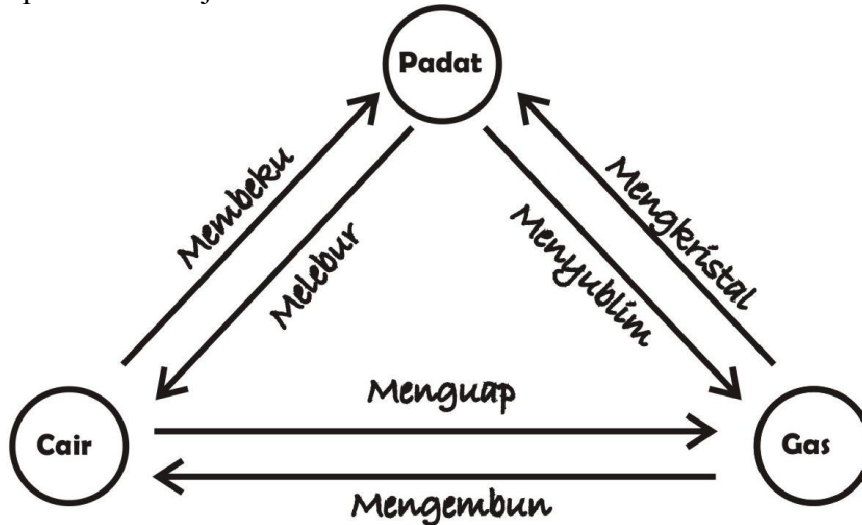 Padat
Membeku
Melebur
Menyublim
Mengkristal
Menguap
Cair
Gas
Mengembun